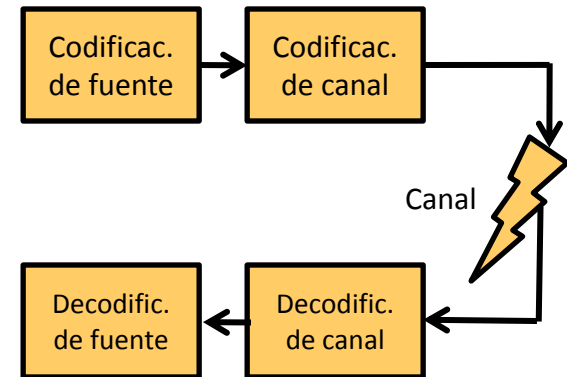 Codificac.
de fuente
Codificac.
de canal
Canal
Decodific.
de fuente
Decodific.
de canal